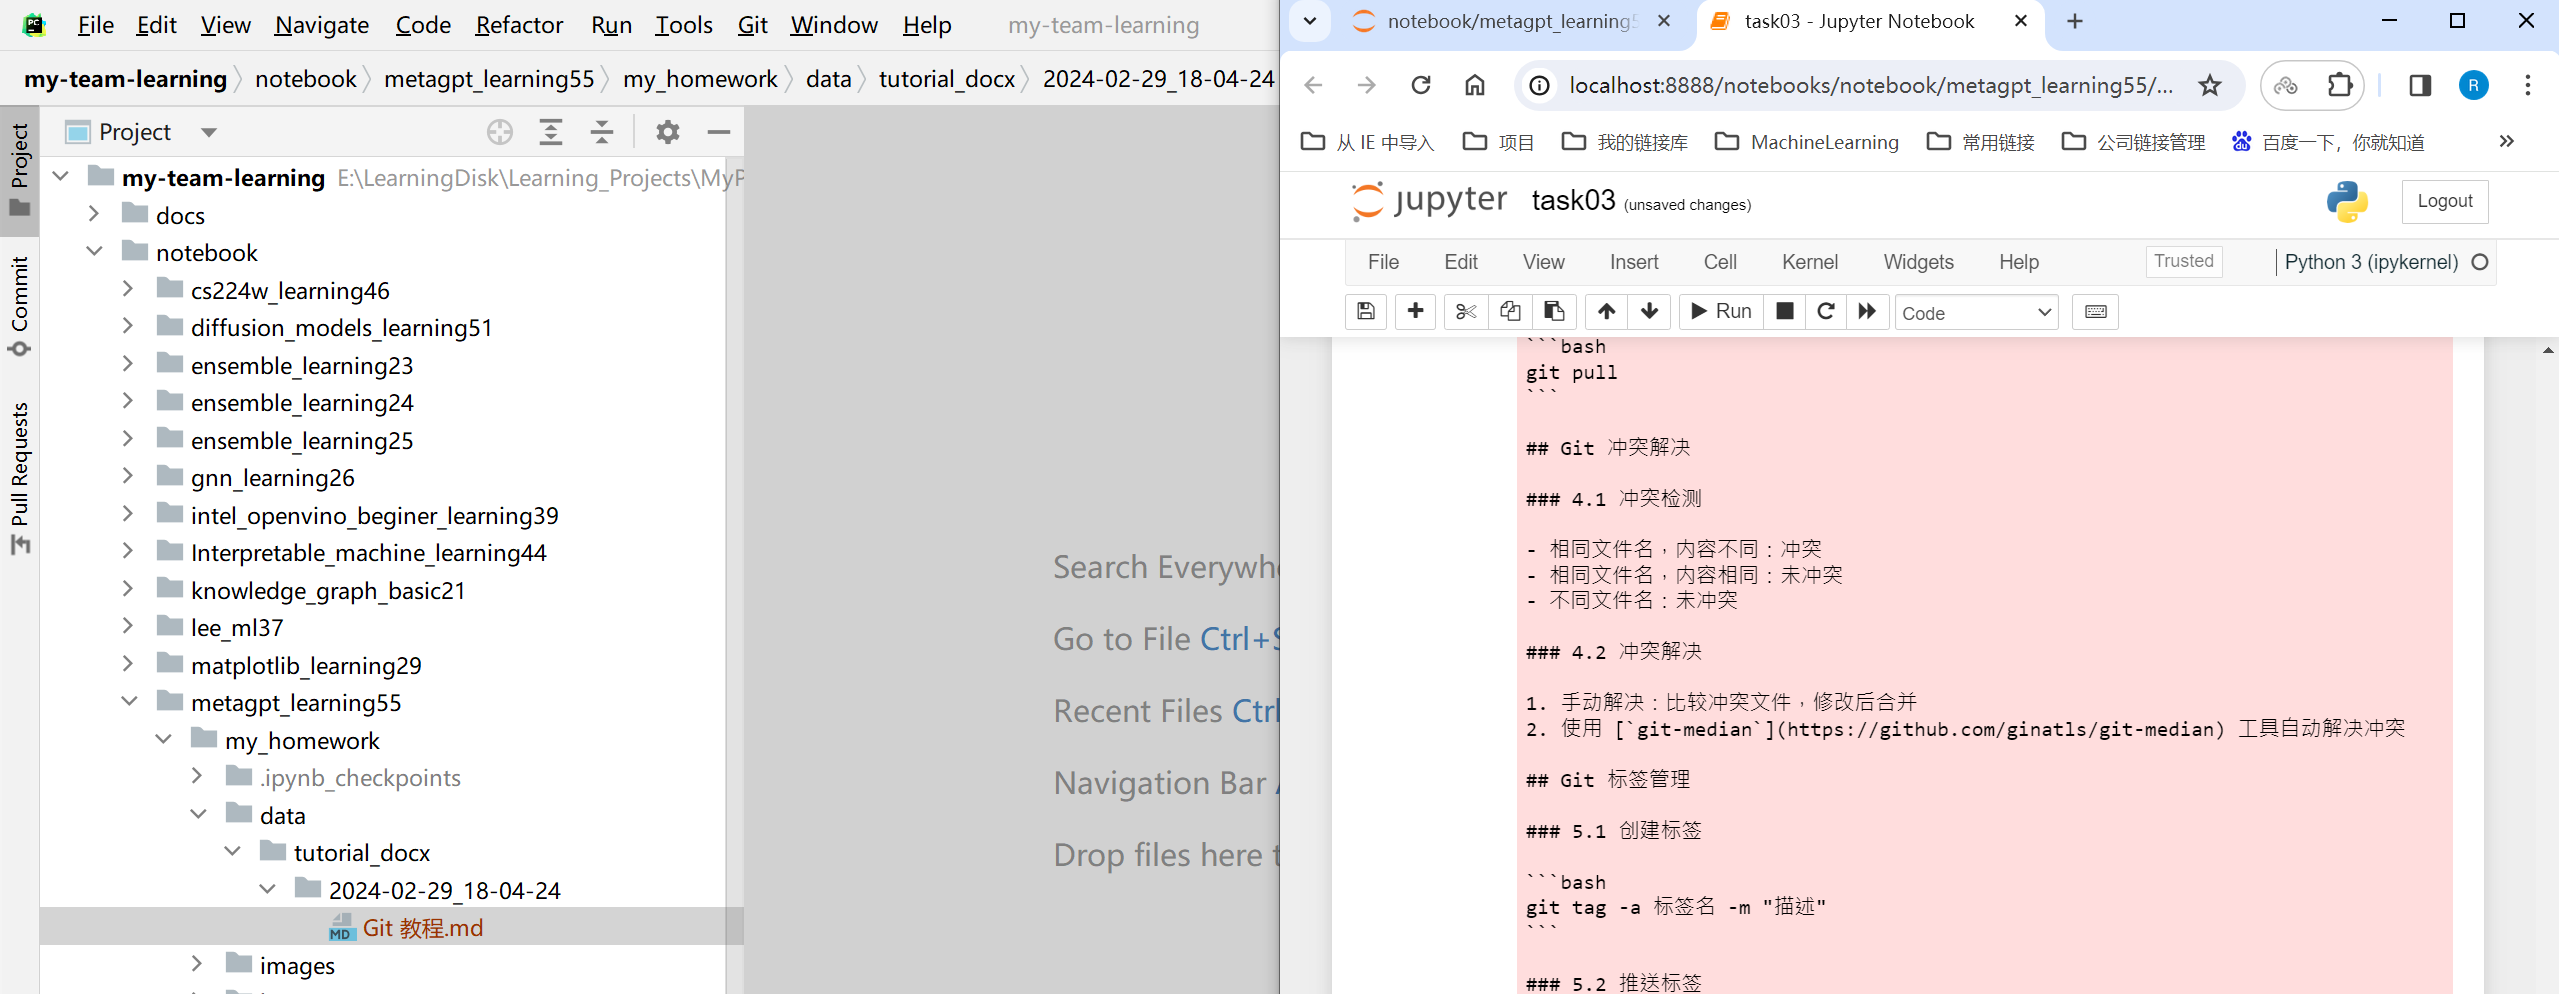 File Edit View Navigate Code Refactor Run Tools Git Window Help my-team-learning
my-team-learning notebook metagpt_learning55 my_homework data tutorial_docx 2024-02-29_18-04-24
Project
Commit
Pull Requests
Project
my-team-learning E:\LearningDisk\Learning_Projects\MyP
docs
notebook
cs224w_learning46
diffusion_models_learning51
ensemble_learning23
ensemble_learning24
ensemble_learning25
gnn_learning26
intel_openvino_beginer_learning39
Interpretable_machine_learning44
knowledge_graph_basic21
lee_ml37
matplotlib_learning29
metagpt_learning55
my_homework
.ipynb_checkpoints
data
tutorial_docx
2024-02-29_18-04-24
MD Git 教程.md
images
Search Everywhe
Go to File Ctrl+S
Recent Files Ctrl
Navigation Bar A
Drop files here t
notebook/metagpt_learning5
task03 - Jupyter Notebook
localhost:8888/notebooks/notebook/metagpt_learning55/...
R
从 IE 中导入 项目 我的链接库 MachineLearning 常用链接 公司链接管理 百度一下，你就知道 »
jupyter task03 (unsaved changes)
Logout
File Edit View Insert Cell Kernel Widgets Help
Trusted
Python 3 (ipykernel)
Run
Code
```bash
git pull
```
## Git 冲突解决
### 4.1 冲突检测
- 相同文件名，内容不同：冲突
- 相同文件名，内容相同：未冲突
- 不同文件名：未冲突
### 4.2 冲突解决
1. 手动解决：比较冲突文件，修改后合并
2. 使用 [`git-median`](https://github.com/ginatls/git-median) 工具自动解决冲突
## Git 标签管理
### 5.1 创建标签
```bash
git tag -a 标签名 -m "描述"
```
### 5.2 推送标签